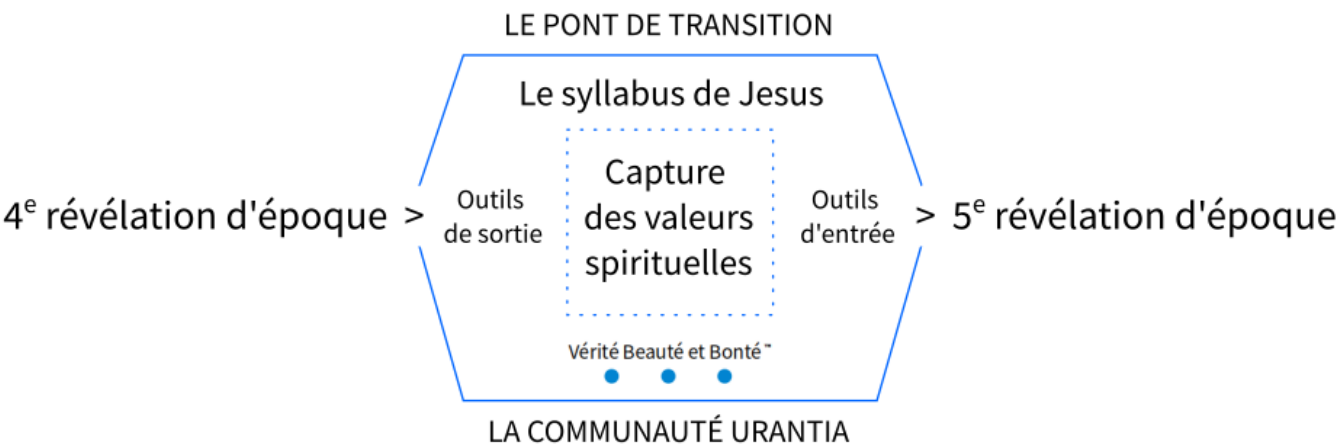 LE PONT DE TRANSITION
Le syllabus de Jesus
4e révélation d'époque >
Outils
de sortie
Capture
des valeurs
spirituelles
Outils
d'entrée
> 5e révélation d'époque
Vérité Beauté et Bonté™
LA COMMUNAUTÉ URANTIA